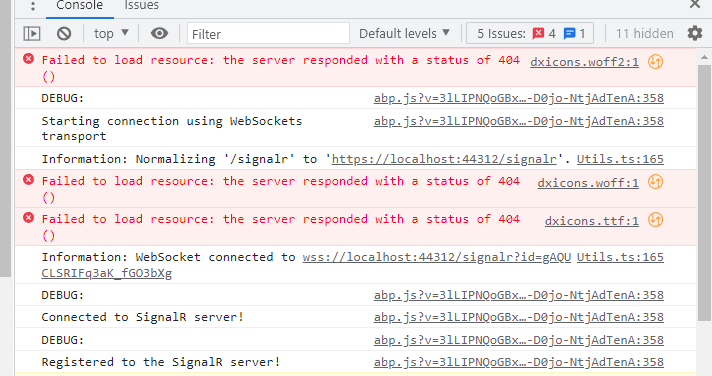 Console Issues
top Filter Default levels 5 Issues: 4 1 11 hidden
Failed to load resource: the server responded with a status of 404 dxicons.woff2:1
()
DEBUG: abp.js?v=3lLIPNQoGBx…-D0jo-NtjAdTenA:358
Starting connection using WebSockets abp.js?v=3lLIPNQoGBx…-D0jo-NtjAdTenA:358
transport
Information: Normalizing '/signalr' to 'https://localhost:44312/signalr'. Utils.ts:165
Failed to load resource: the server responded with a status of 404 dxicons.woff:1
()
Failed to load resource: the server responded with a status of 404 dxicons.ttf:1
()
Information: WebSocket connected to wss://localhost:44312/signalr?id=gAQU Utils.ts:165
CLSRIFq3aK_fGO3bXg
DEBUG: abp.js?v=3lLIPNQoGBx…-D0jo-NtjAdTenA:358
Connected to SignalR server! abp.js?v=3lLIPNQoGBx…-D0jo-NtjAdTenA:358
DEBUG: abp.js?v=3lLIPNQoGBx…-D0jo-NtjAdTenA:358
Registered to the SignalR server! abp.js?v=3lLIPNQoGBx…-D0jo-NtjAdTenA:358